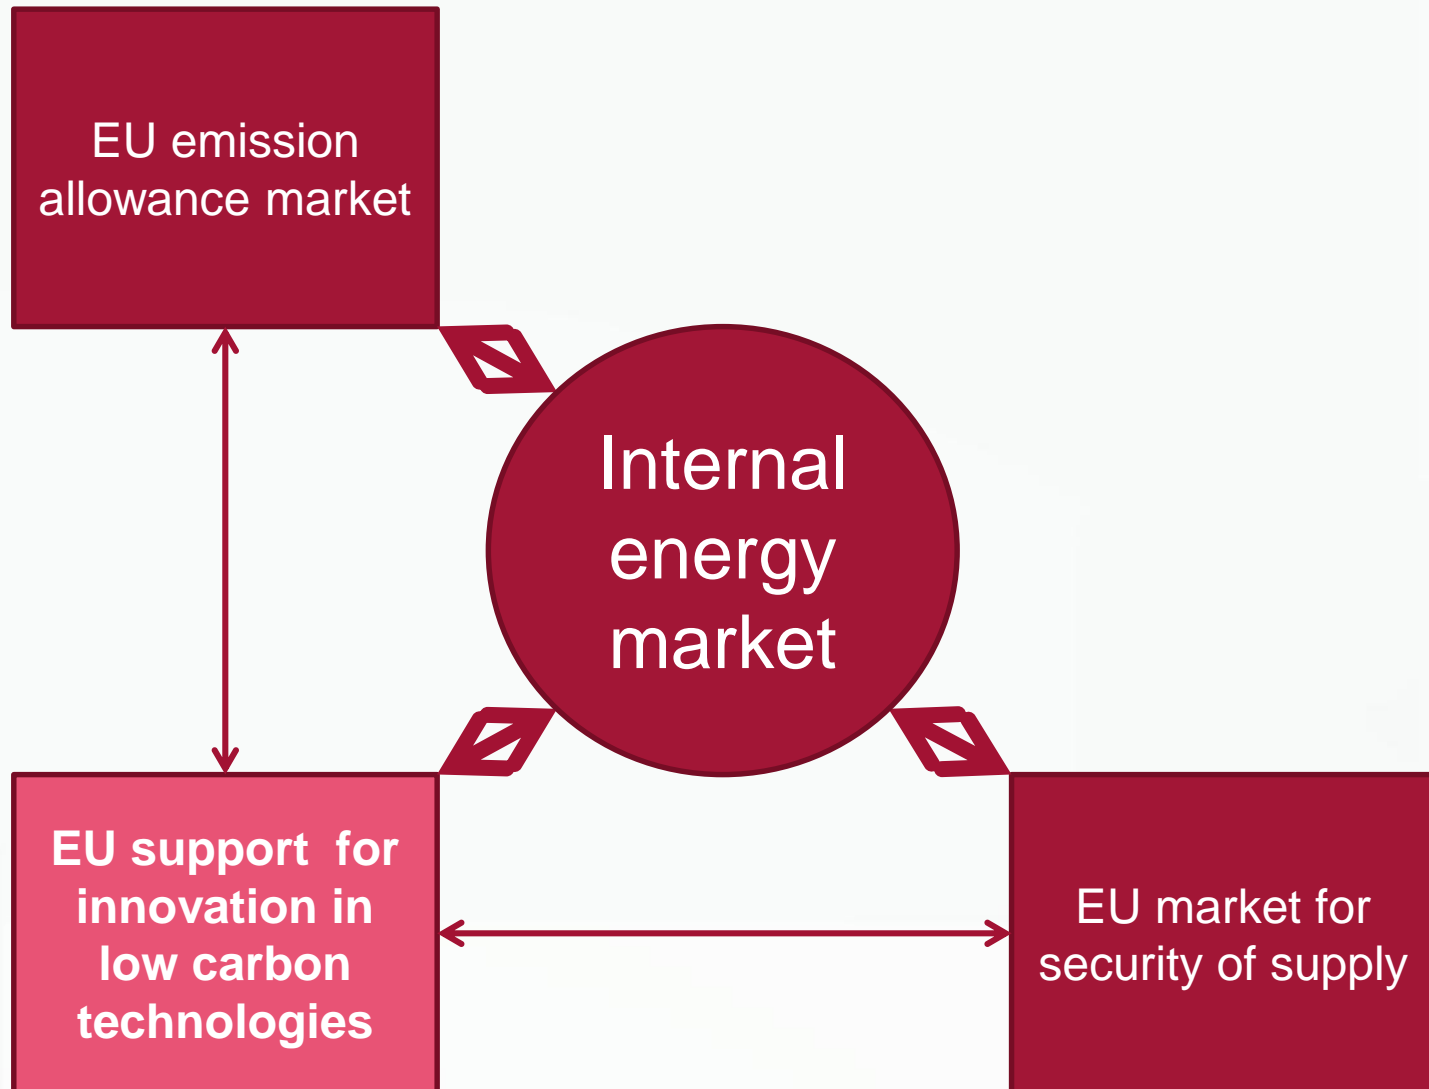 EU emission
allowance market
Internal
energy
market
EU support  for
innovation in
low carbon
technologies
EU market for
security of supply